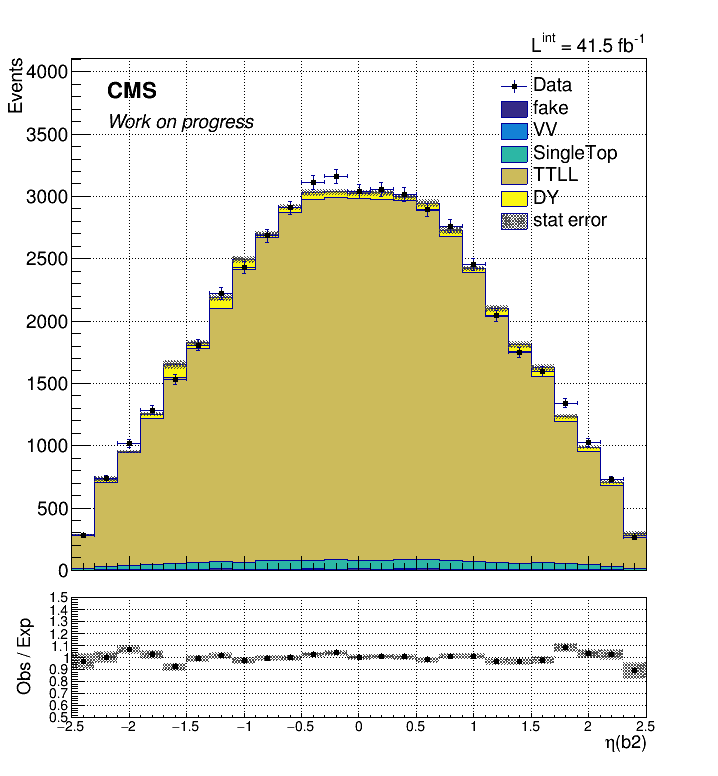 L^int = 41.5 fb^-1
Events
4000
3500
3000
2500
2000
1500
1000
500
0
CMS
Work on progress
Data
fake
VV
SingleTop
TTLL
DY
stat error
Obs / Exp
1.5
1.4
1.3
1.2
1.1
1
0.9
0.8
0.7
0.6
0.5
−2.5 −2 −1.5 −1 −0.5 0 0.5 1 1.5 2 2.5
η(b2)